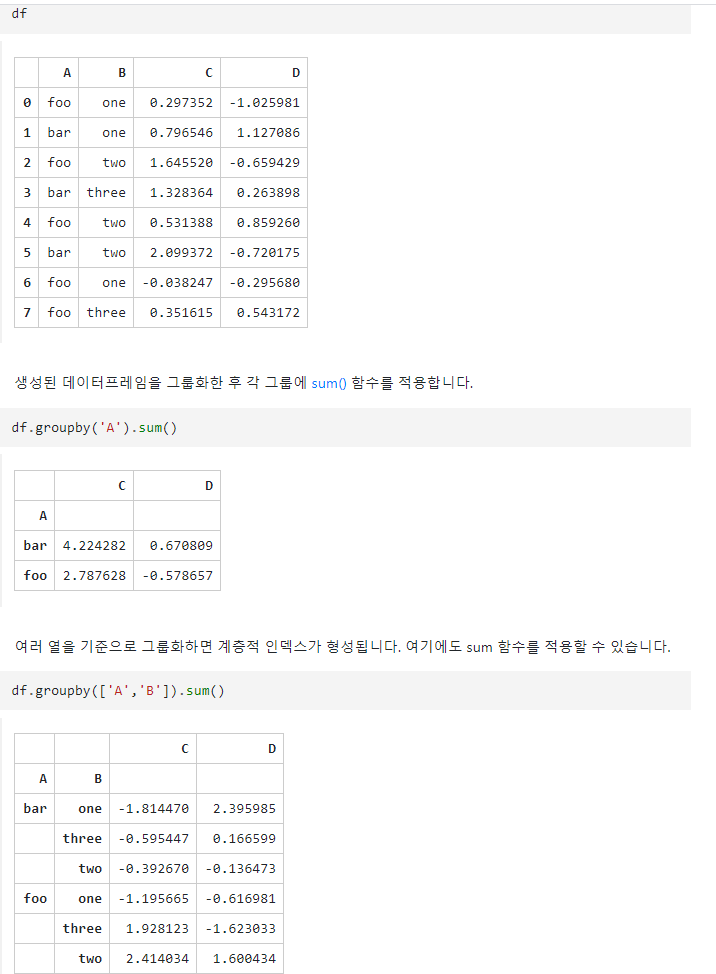 df
A B C D
0 foo one 0.297352 -1.025981
1 bar one 0.796546 1.127086
2 foo two 1.645520 -0.659429
3 bar three 1.328364 0.263898
4 foo two 0.531388 0.859260
5 bar two 2.099372 -0.720175
6 foo one -0.038247 -0.295680
7 foo three 0.351615 0.543172
생성된 데이터프레임을 그룹화한 후 각 그룹에 sum() 함수를 적용합니다.
df.groupby('A').sum()
C D
A
bar 4.224282 0.670809
foo 2.787628 -0.578657
여러 열을 기준으로 그룹화하면 계층적 인덱스가 형성됩니다. 여기에도 sum 함수를 적용할 수 있습니다.
df.groupby(['A','B']).sum()
C D
A B
bar one -1.814470 2.395985
three -0.595447 0.166599
two -0.392670 -0.136473
foo one -1.195665 -0.616981
three 1.928123 -1.623033
two 2.414034 1.600434